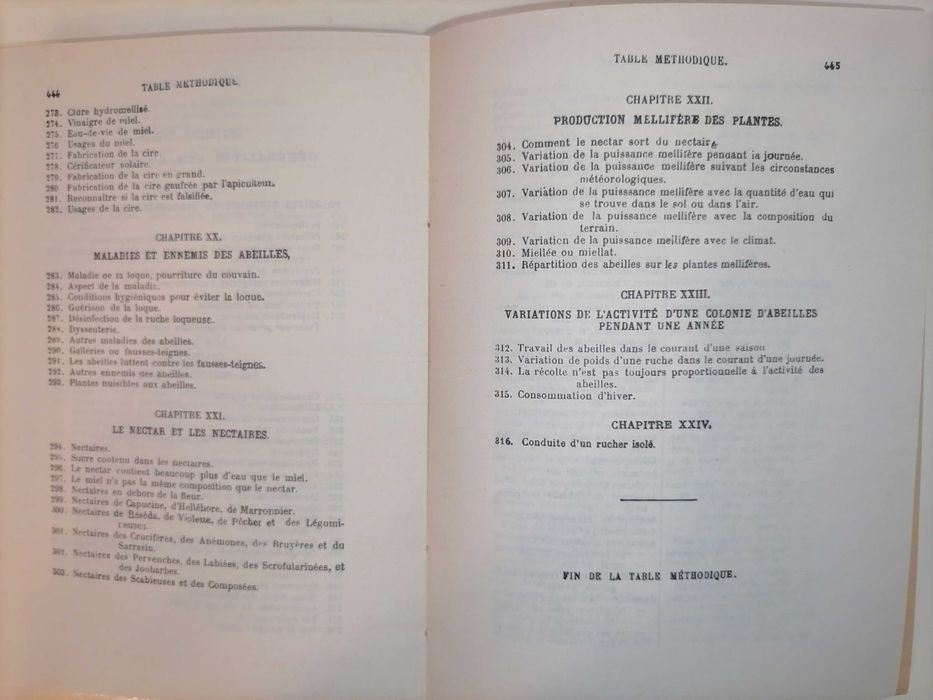 444
TABLE METHODIQUE.
273. Cidre hydromellisé.
274. Vinaigre de miel.
275. Eau-de-vie de miel.
276 Usages du miel.
277. Fabrication de la cire.
278. Cérificateur solaire.
279. Fabrication de la cire en grand.
280 Fabrication de la cire gaufrée par l'apiculteur.
281. Reconnaître si la cire est falsifiée.
282. Usages de la cire.
CHAPITRE XX.
MALADIES ET ENNEMIS DES ABEILLES,
283. Maladie de la loque, pourriture du couvain.
284. Aspect de la maladie.
285. Conditions hygiéniques pour éviter la loque.
286. Guérison de la loque.
287. Désinfection de la ruche loqueuse.
288. Dyssenterie.
289. Autres maladies des abeilles.
290. Galléries ou fausses-teignes.
291. Les abeilles luttent contre les fausses-teignes.
292. Autres ennemis des abeilles.
293. Plantes nuisibles aux abeilles.
CHAPITRE XXI.
LE NECTAR ET LES NECTAIRES.
294. Nectaires.
295. Sucre contenu dans les nectaires.
296. Le nectar contient beaucoup plus d'eau que le miel.
297. Le miel n'a pas la même composition que le nectar.
298. Nectaires en dehors de la fleur.
299. Nectaires de Capucine, d'Hellébore, de Marronnier.
300. Nectaires de Réséda, de Violette, de Pêcher et des Légumi-
neuses.
301. Nectaires des Crucifères, des Anémones, des Bruyères et du
Sarrasin.
302. Nectaires des Pervenches, des Labiées, des Scrofularinées, et
des Joubarbes.
303. Nectaires des Scabieuses et des Composées.
TABLE METHODIQUE.
445
CHAPITRE XXII.
PRODUCTION MELLIFÈRE DES PLANTES.
304. Comment le nectar sort du nectaire
305. Variation de la puissance mellifère pendant la journée.
306. Variation de la puissance mellifère suivant les circonstances
météorologiques.
307. Variation de la puisssance mellifère avec la quantité d'eau qui
se trouve dans le sol ou dans l'air.
308. Variation de la puissance mellifère avec la composition du
terrain.
309. Variation de la puissance mellifère avec le climat.
310. Miellée ou miellat.
311. Répartition des abeilles sur les plantes mellifères.
CHAPITRE XXIII.
VARIATIONS DE L'ACTIVITÉ D'UNE COLONIE D'ABEILLES
PENDANT UNE ANNÉE
312. Travail des abeilles dans le courant d'une saison
313. Variation de poids d'une ruche dans le courant d'une journée.
314. La récolte n'est pas toujours proportionnelle à l'activité des
abeilles.
315. Consommation d'hiver.
CHAPITRE XXIV.
316. Conduite d'un rucher isolé.
FIN DE LA TABLE MÉTHODIQUE.